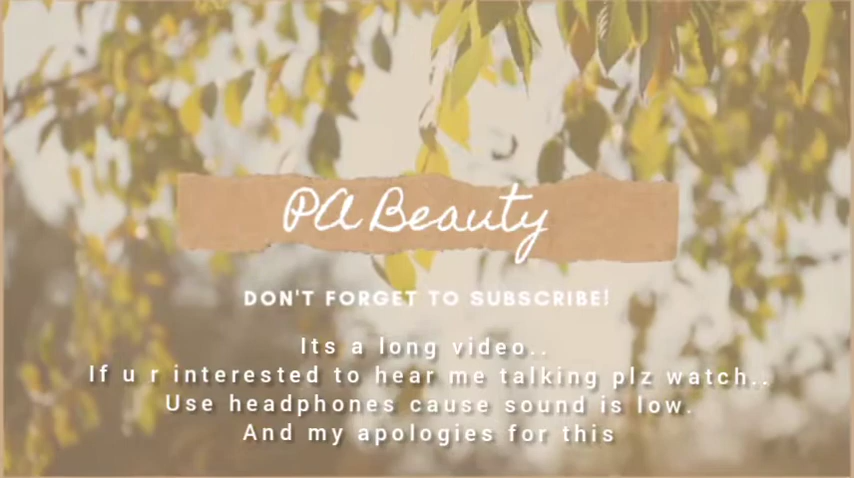 PA Beauty
DON'T FORGET TO SUBSCRIBE!
Its a long video..
If u r interested to hear me talking plz watch..
Use headphones cause sound is low.
And my apologies for this